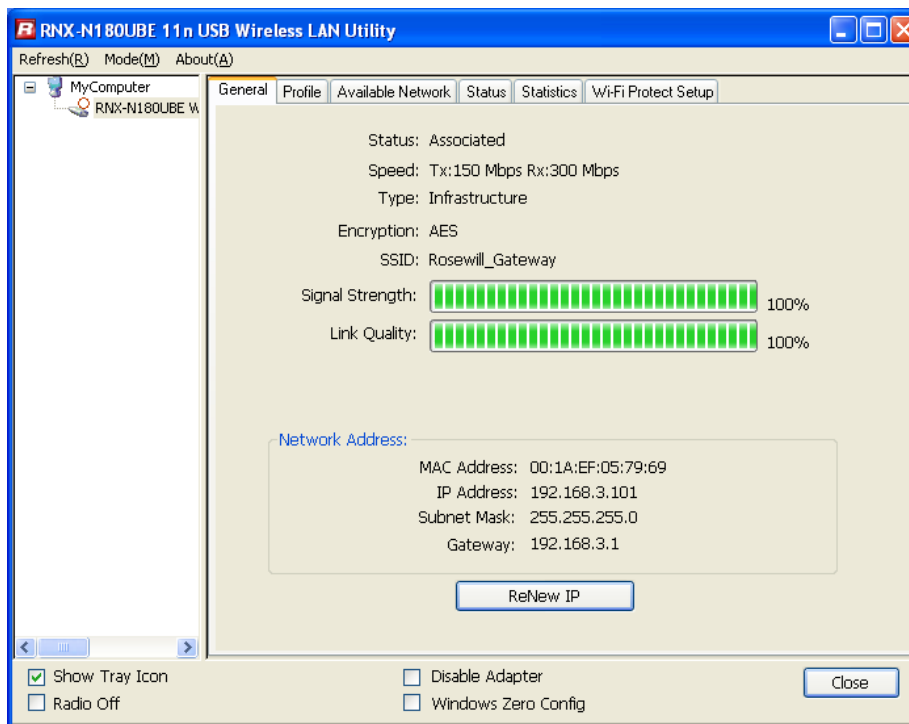 RNX-N180UBE 11n USB Wireless LAN Utility
Refresh(R) Mode(M) About(A)
MyComputer
RNX-N180UBE W
General Profile Available Network Status Statistics Wi-Fi Protect Setup
Status: Associated
Speed: Tx:150 Mbps Rx:300 Mbps
Type: Infrastructure
Encryption: AES
SSID: Rosewill_Gateway
Signal Strength: 100%
Link Quality: 100%
Network Address:
MAC Address: 00:1A:EF:05:79:69
IP Address: 192.168.3.101
Subnet Mask: 255.255.255.0
Gateway: 192.168.3.1
ReNew IP
Show Tray Icon Disable Adapter
Radio Off Windows Zero Config
Close